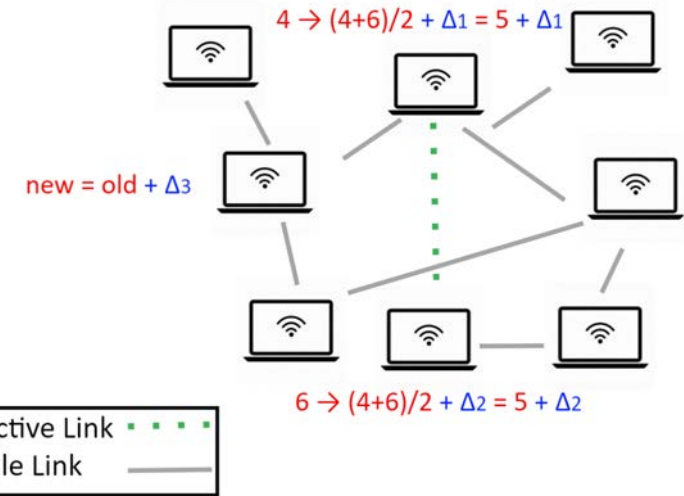 4 → (4+6)/2 + Δ1 = 5 + Δ1
new = old + Δ3
6 → (4+6)/2 + Δ2 = 5 + Δ2
ctive Link
le Link